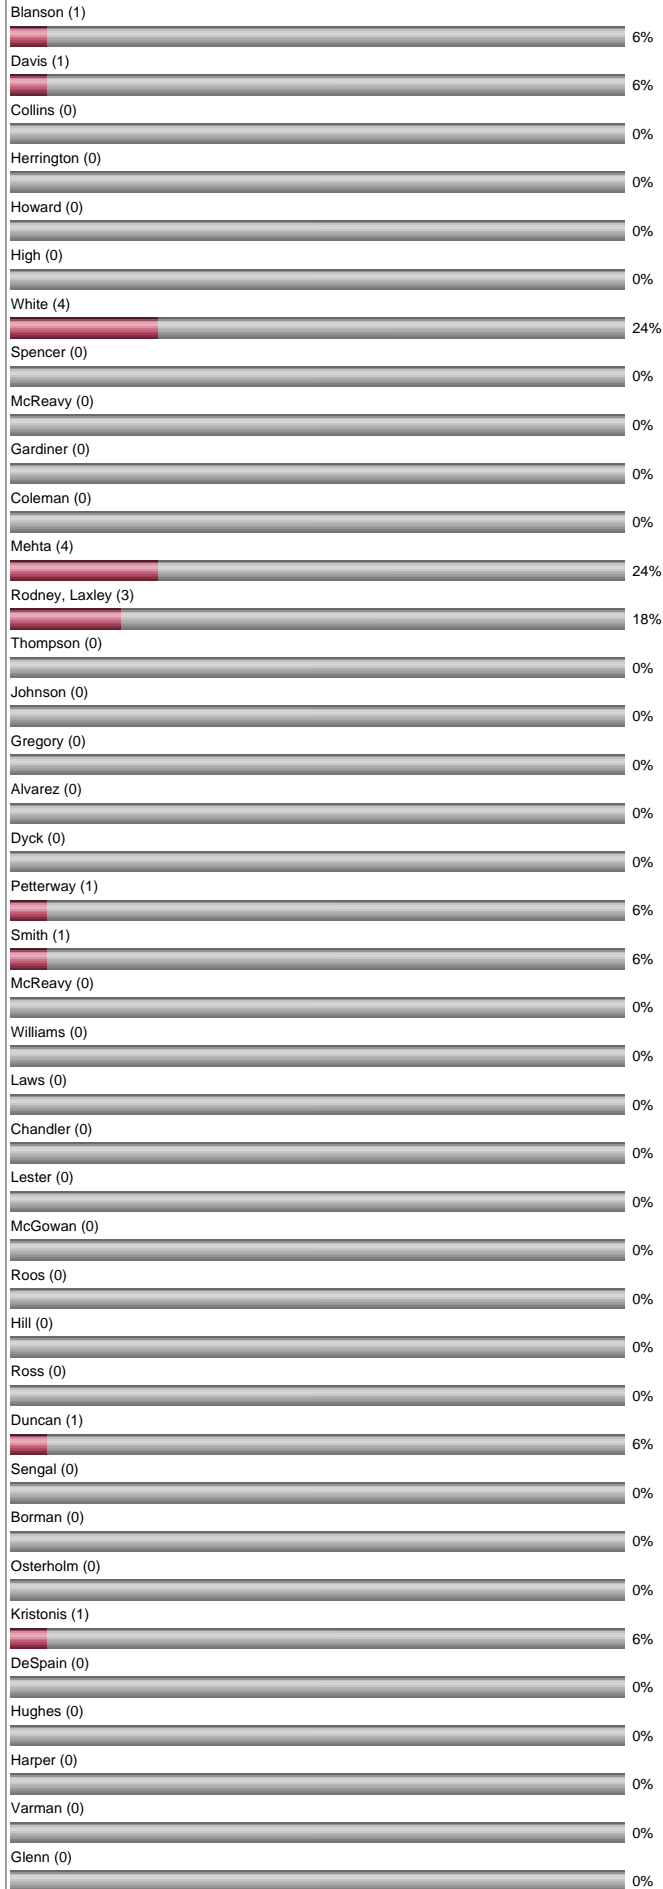 Blanson (1)
6%
Davis (1)
6%
Collins (0)
0%
Herrington (0)
0%
Howard (0)
0%
High (0)
0%
White (4)
24%
Spencer (0)
0%
McReavy (0)
0%
Gardiner (0)
0%
Coleman (0)
0%
Mehta (4)
24%
Rodney, Laxley (3)
18%
Thompson (0)
0%
Johnson (0)
0%
Gregory (0)
0%
Alvarez (0)
0%
Dyck (0)
0%
Petterway (1)
6%
Smith (1)
6%
McReavy (0)
0%
Williams (0)
0%
Laws (0)
0%
Chandler (0)
0%
Lester (0)
0%
McGowan (0)
0%
Roos (0)
0%
Hill (0)
0%
Ross (0)
0%
Duncan (1)
6%
Sengal (0)
0%
Borman (0)
0%
Osterholm (0)
0%
Kristonis (1)
6%
DeSpain (0)
0%
Hughes (0)
0%
Harper (0)
0%
Varman (0)
0%
Glenn (0)
0%